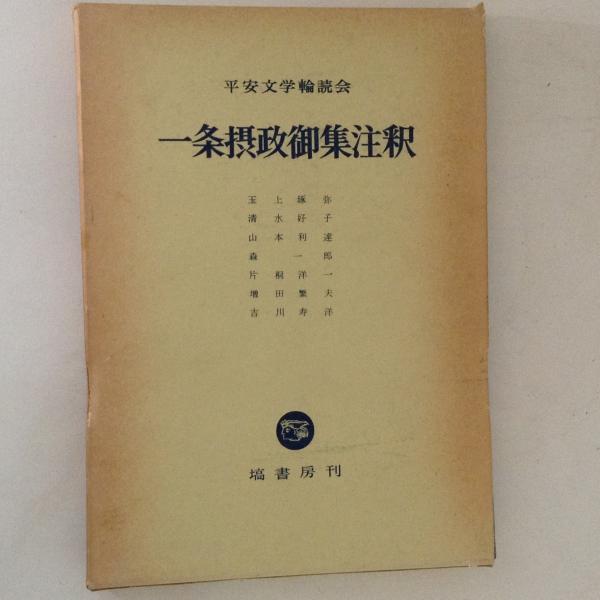 平安文学輪読会
一条摂政御集注釈
玉上琢弥
清水好子
山本利達
森一郎
片桐洋一
増田繁夫
吉川寿洋
塙書房刊